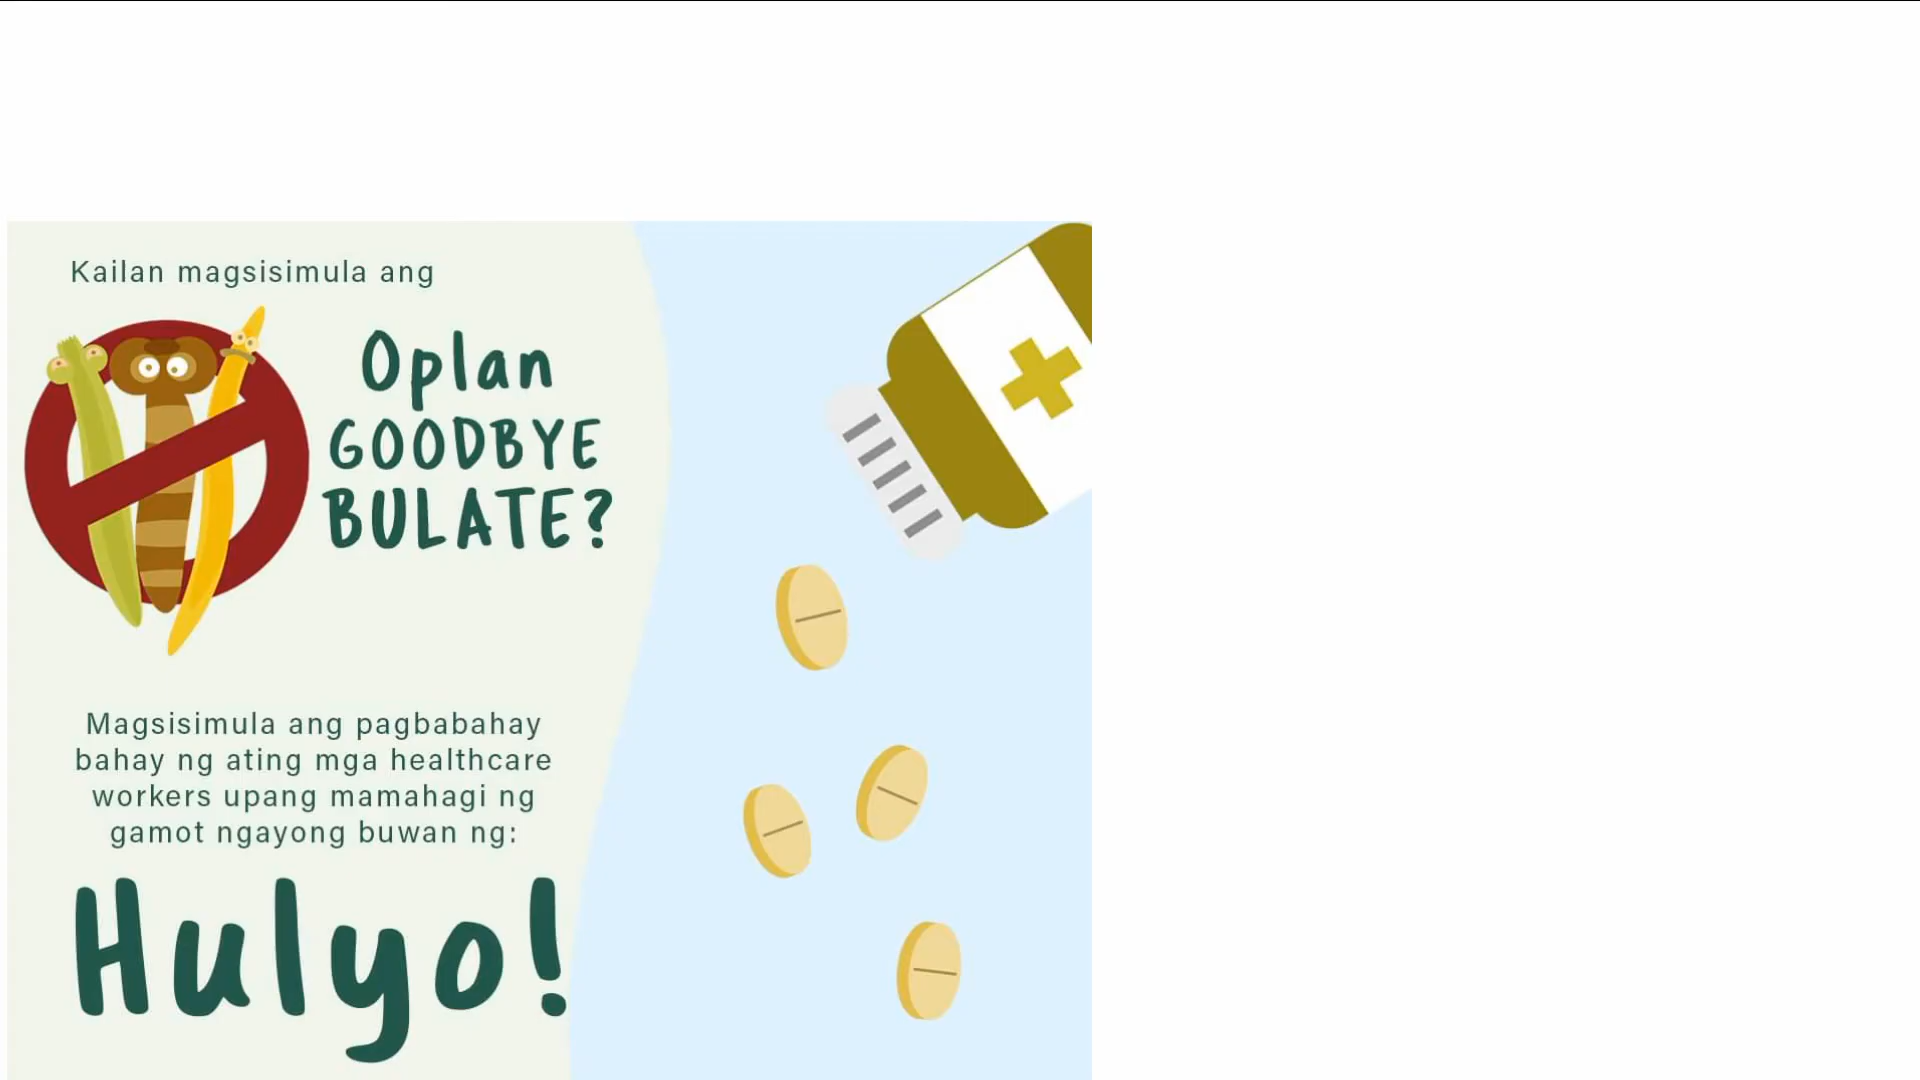 Kailan magsisimula ang
Oplan
GOODBYE
BULATE?
Magsisimula ang pagbabahay
bahay ng ating mga healthcare
workers upang mamahagi ng
gamot ngayong buwan ng:
Hulyo!